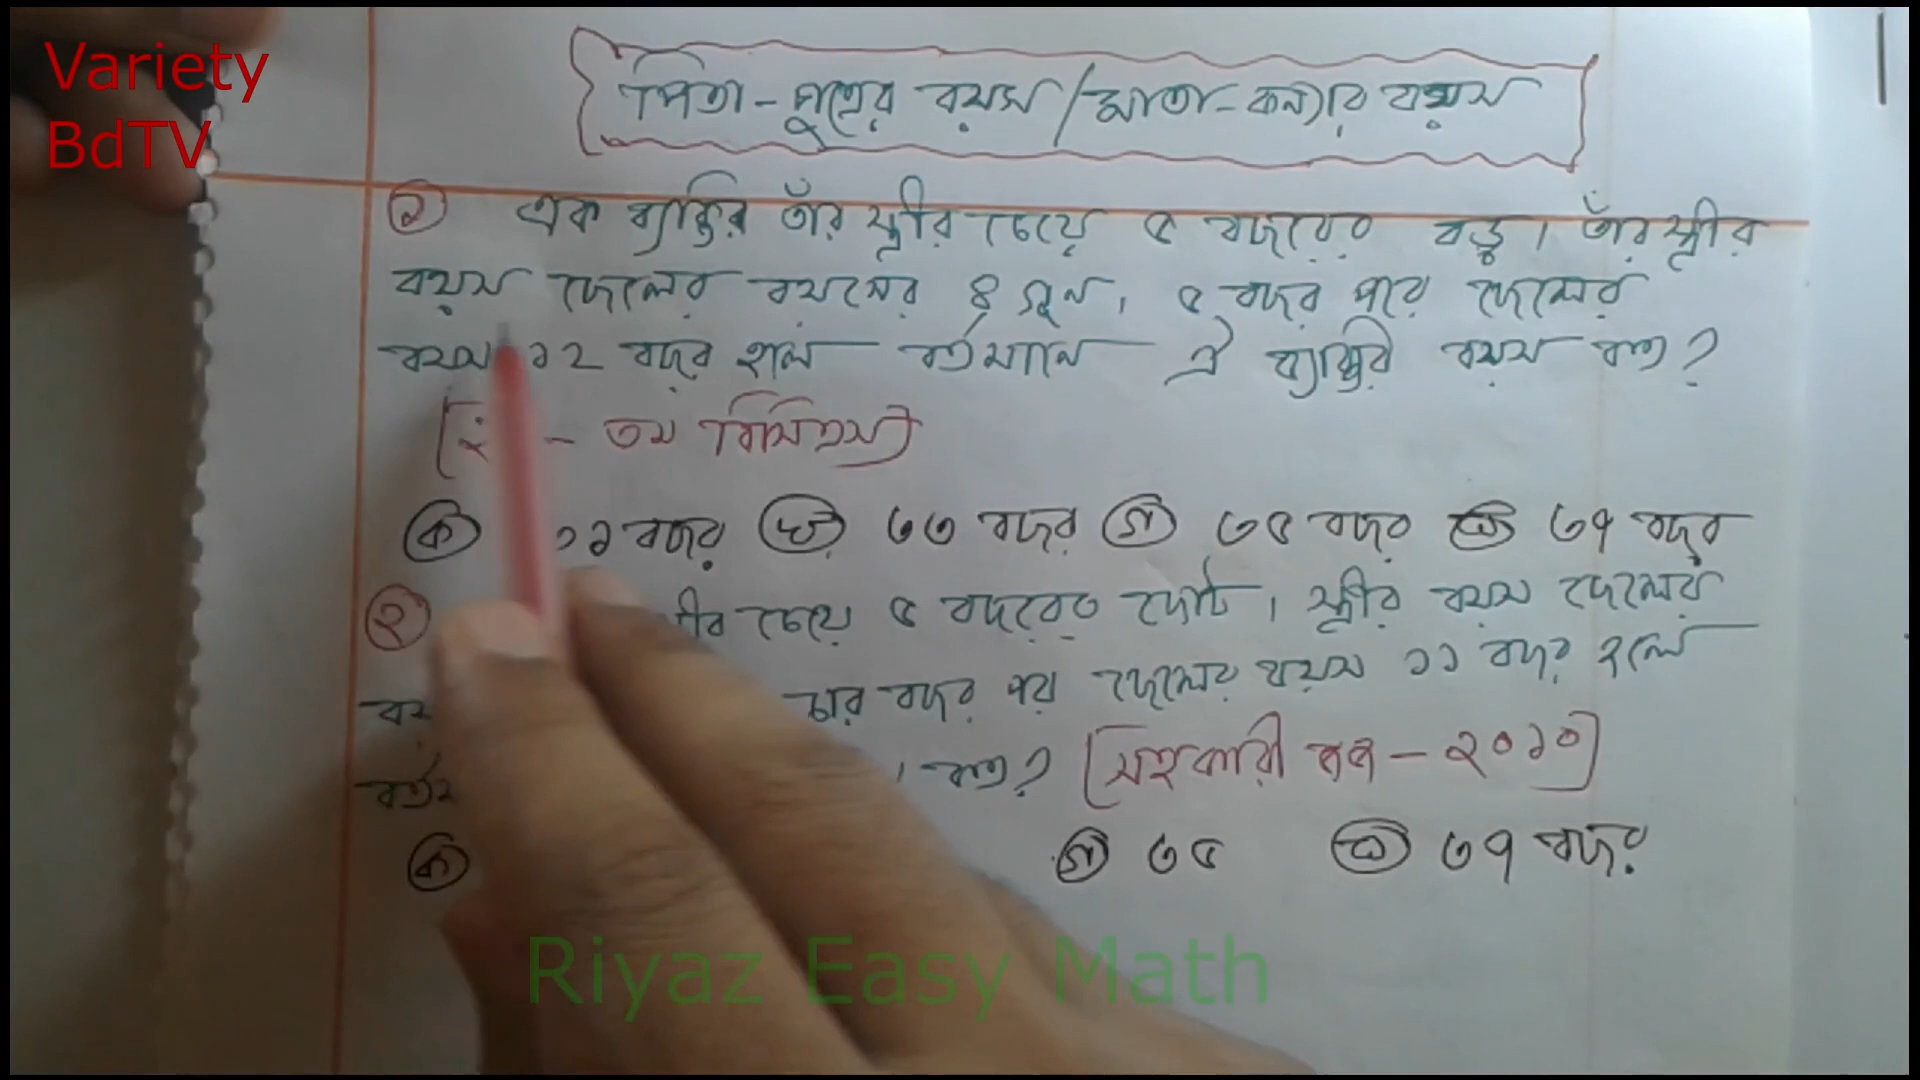 Variety
BdTV
পিতা-পুত্রের বয়স/মাতা-কন্যার বয়স
১ এক ব্যক্তির তাঁর স্ত্রীর চেয়ে ৫ বছরের বড়। তাঁর স্ত্রীর
বয়স ছেলের বয়সের ৪ গুন। ৫ বছর পরে ছেলের
বয়স ১২ বছর হলে বর্তমানে ঐ ব্যক্তির বয়স কত?
- ৩য় বিসিএস]
ক বছর খ ৩৩ বছর গ ৩৫ বছর ঘ ৩৭ বছর
২ চেয়ে ৫ বছরের ছোট। স্ত্রীর বয়স ছেলের
চার বছর পর ছেলের বয়স ১১ বছর হলে
কত? [সহকারী জজ - ২০১০]
ক গ ৩৫ ঘ ৩৭ বছর
Riyaz Easy Math